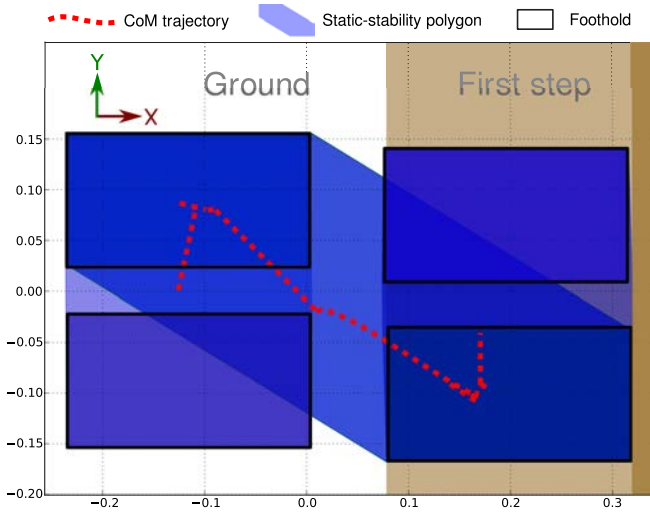 CoM trajectory Static-stability polygon Foothold
Y
Ground First step
X
0.15
0.10
0.05
0.00
−0.05
−0.10
−0.15
−0.20
−0.2 −0.1 0.0 0.1 0.2 0.3